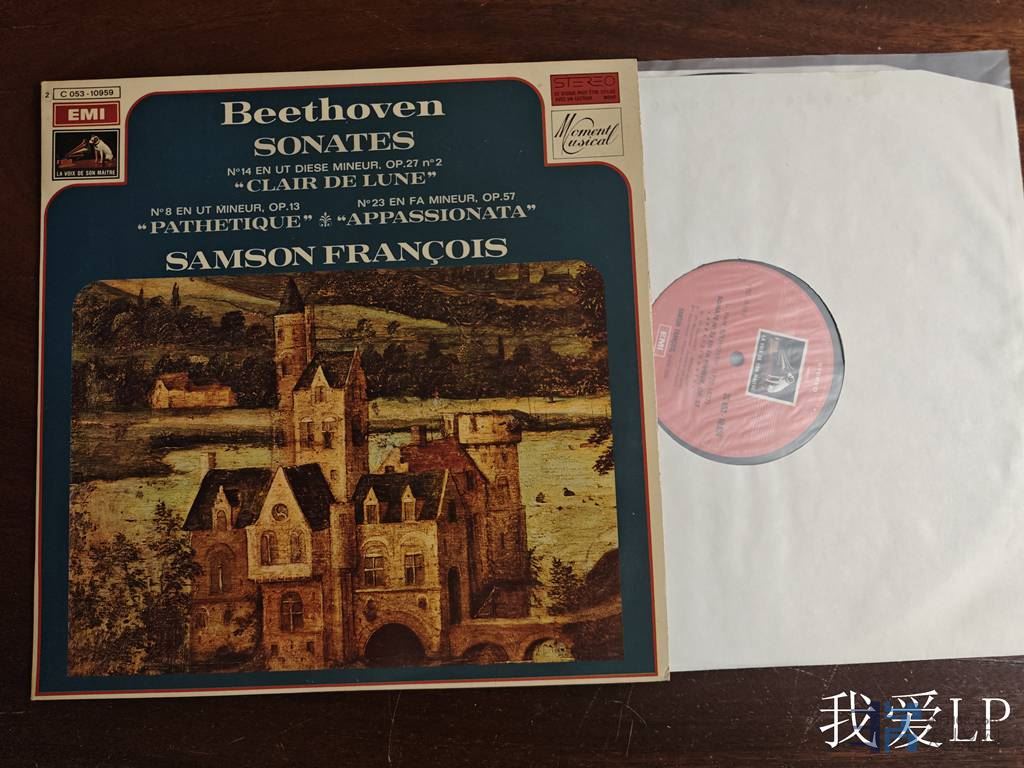 2 C 053-10959
EMI
LA VOIX DE SON MAITRE
STEREO
Moment
Musical
Beethoven
SONATES
N°14 EN UT DIESE MINEUR, OP.27 n°2
“CLAIR DE LUNE”
N°8 EN UT MINEUR, OP.13
“PATHETIQUE”
N°23 EN FA MINEUR, OP.57
“APPASSIONATA”
SAMSON FRANÇOIS
EMI
STEREO
我爱LP